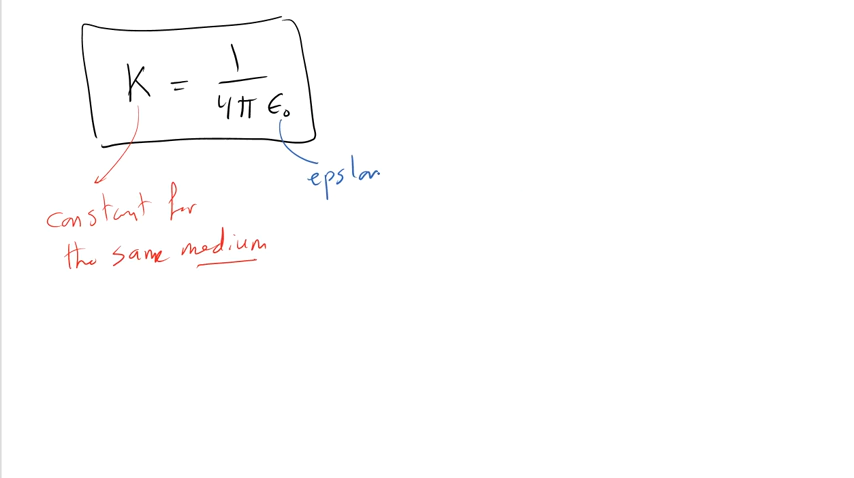 K = 1 / 4π ϵ₀
epslon
constant for
the same medium